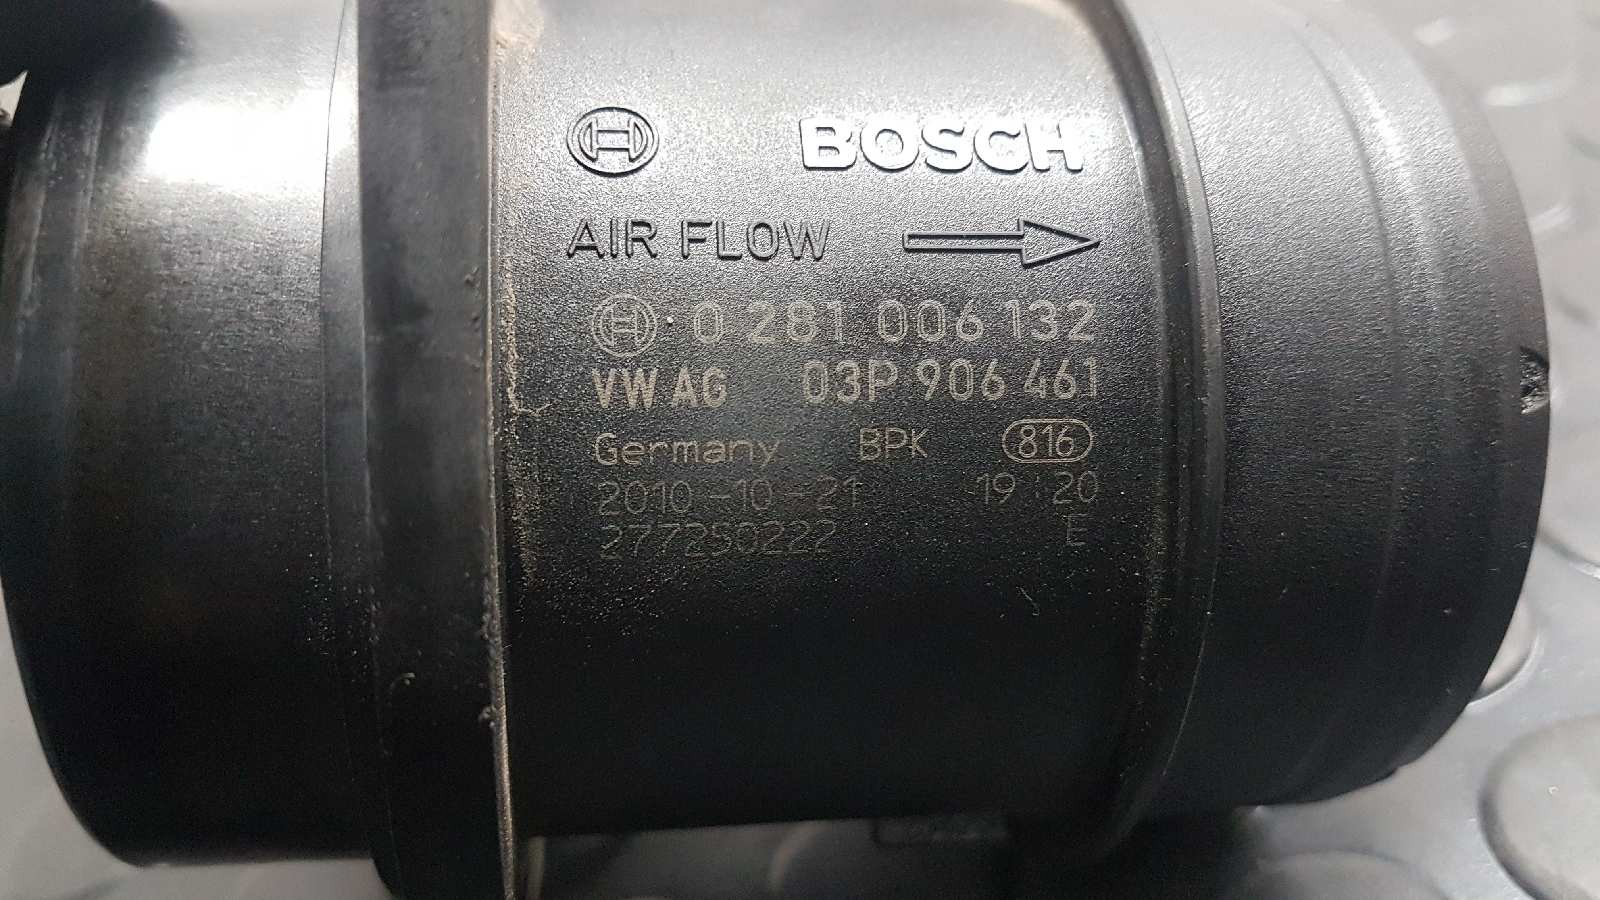 BOSCH
AIR FLOW
0 281 006 132
VW AG 03P 906 461
Germany BPK 816
2010-10-21 19:20
277250222 E